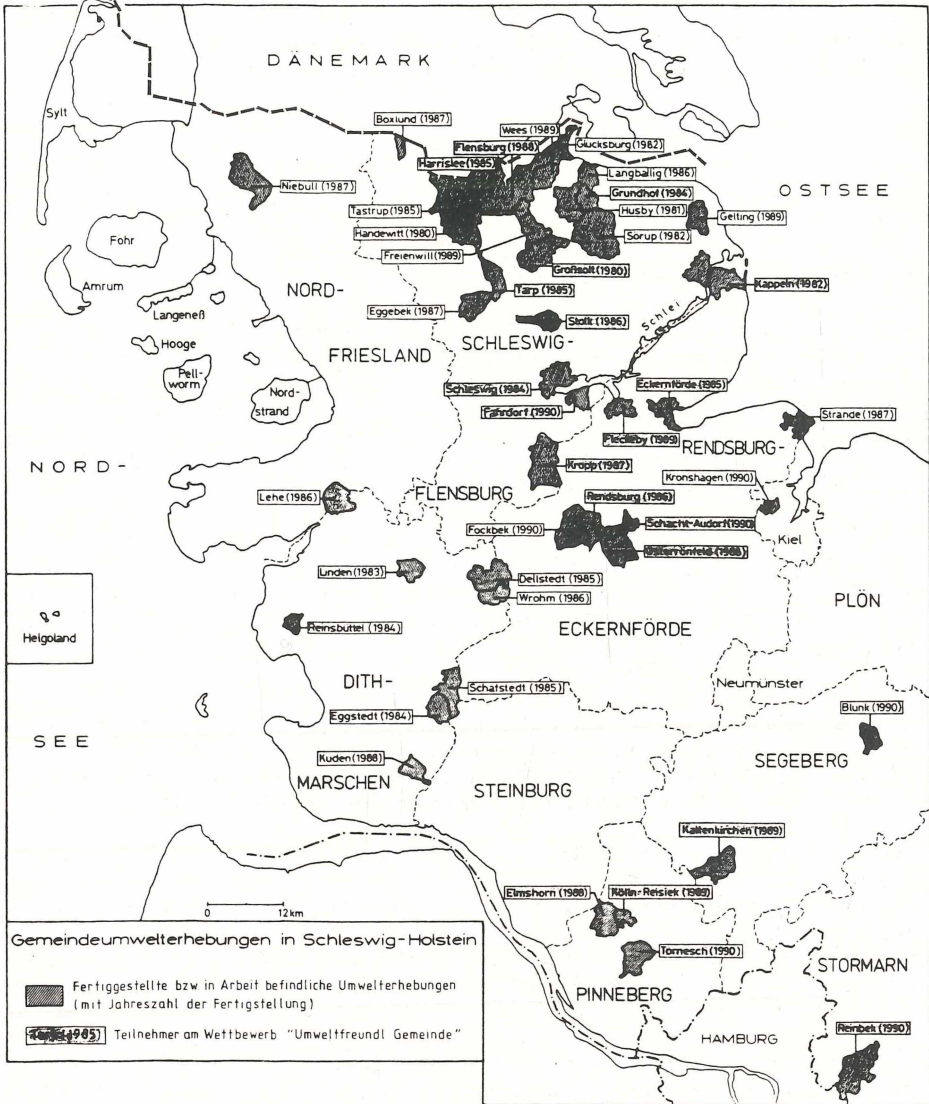 DÄNEMARK
Sylt
Boxlund (1987)
Wees (1989)
Flensburg (1988)
Glücksburg (1982)
Harrislee (1985)
Langballig (1986)
Niebüll (1987)
Grundhof (1984)
OSTSEE
Tastrup (1985)
Husby (1981)
Gelting (1989)
Föhr
Handewitt (1980)
Sörup (1982)
Freienwill (1989)
Großsolt (1980)
Amrum
NORD-
Tarp (1985)
Kappeln (1982)
Langeneß
Eggebek (1987)
Stolk (1986)
Schlei
Hooge
FRIESLAND
SCHLESWIG-
Pell-
worm
Nord-
strand
Schleswig (1984)
Eckernförde (1985)
Fahrdorf (1990)
Strande (1987)
Fleckeby (1989)
RENDSBURG-
NORD-
Kropp (1987)
Kronshagen (1990)
Lehe (1986)
FLENSBURG
Rendsburg (1986)
Fockbek (1990)
Schacht-Audorf (1990)
Kiel
Osterrönfeld (1988)
Linden (1983)
Dellstedt (1985)
Wrohm (1986)
PLÖN
Helgoland
Reinsbüttel (1984)
ECKERNFÖRDE
DITH-
Schafstedt (1985)
Neumünster
Eggstedt (1984)
Blunk (1990)
SEE
Kuden (1988)
SEGEBERG
MARSCHEN
STEINBURG
Kaltenkirchen (1989)
Elmshorn (1988)
Kölln-Reisiek (1989)
0 12 km
Gemeindeumwelterhebungen in Schleswig-Holstein
Tornesch (1990)
STORMARN
Fertiggestellte bzw in Arbeit befindliche Umwelterhebungen
(mit Jahreszahl der Fertigstellung)
PINNEBERG
Tarp (1985) Teilnehmer am Wettbewerb "Umweltfreundl Gemeinde"
HAMBURG
Reinbek (1990)